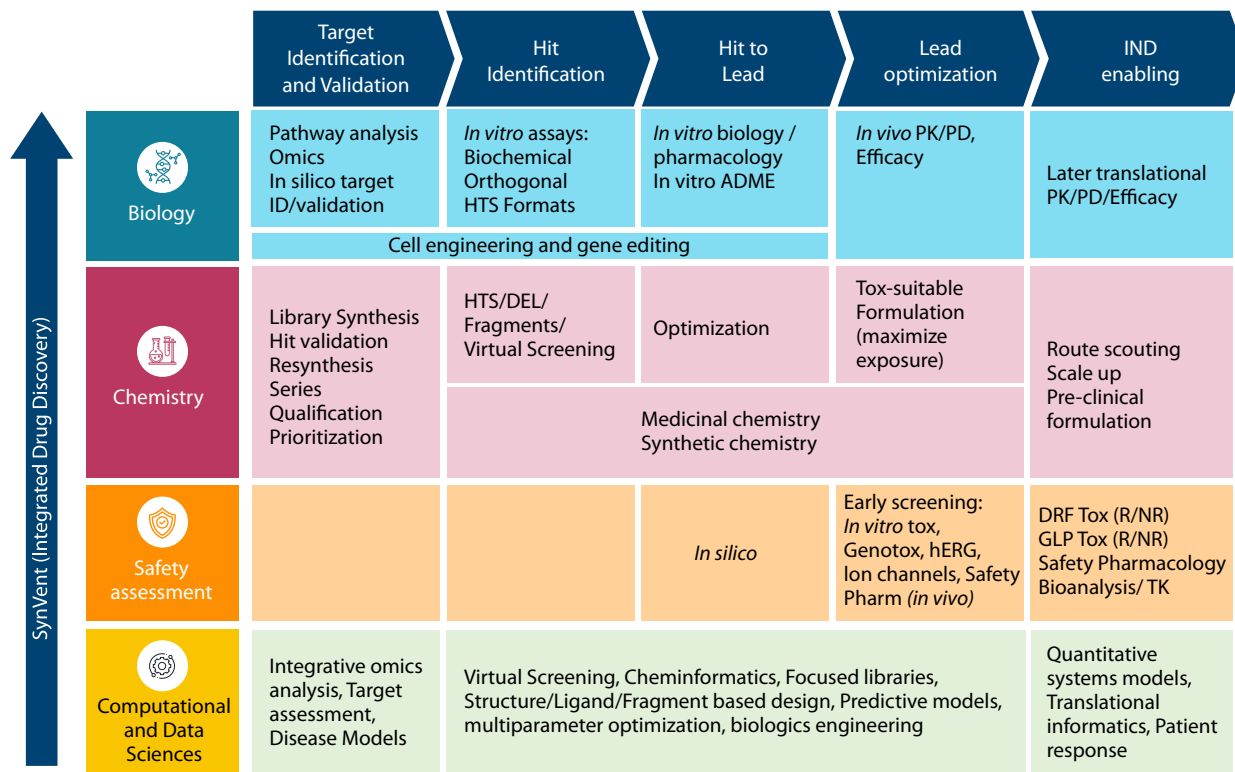 Target
Identification
and Validation
Hit
Identification
Hit to
Lead
Lead
optimization
IND
enabling
SynVent (Integrated Drug Discovery)
Biology
Pathway analysis
Omics
In silico target
ID/validation
In vitro assays:
Biochemical
Orthogonal
HTS Formats
In vitro biology /
pharmacology
In vitro ADME
In vivo PK/PD,
Efficacy
Later translational
PK/PD/Efficacy
Cell engineering and gene editing
Chemistry
Library Synthesis
Hit validation
Resynthesis
Series
Qualification
Prioritization
HTS/DEL/
Fragments/
Virtual Screening
Optimization
Tox-suitable
Formulation
(maximize
exposure)
Route scouting
Scale up
Pre-clinical
formulation
Medicinal chemistry
Synthetic chemistry
Safety
assessment
In silico
Early screening:
In vitro tox,
Genotox, hERG,
Ion channels, Safety
Pharm (in vivo)
DRF Tox (R/NR)
GLP Tox (R/NR)
Safety Pharmacology
Bioanalysis/ TK
Computational
and Data
Sciences
Integrative omics
analysis, Target
assessment,
Disease Models
Virtual Screening, Cheminformatics, Focused libraries,
Structure/Ligand/Fragment based design, Predictive models,
multiparameter optimization, biologics engineering
Quantitative
systems models,
Translational
informatics, Patient
response